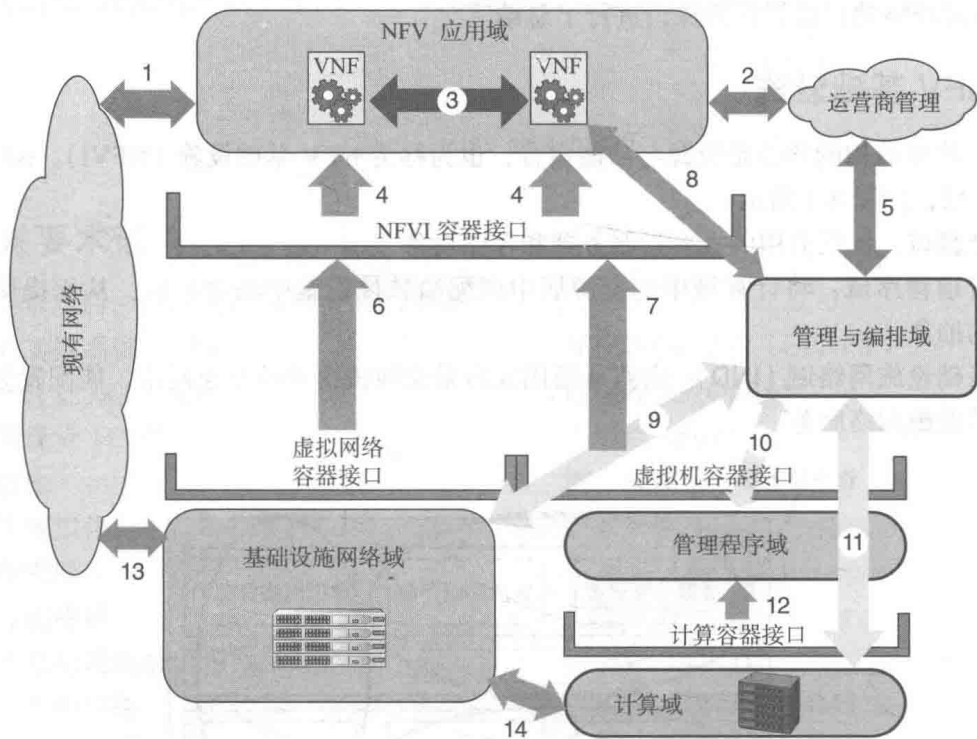 NFV 应用域
VNF
VNF
1
3
2
运营商管理
4
4
8
5
NFVI 容器接口
现有网络
6
7
管理与编排域
9
10
虚拟网络
容器接口
虚拟机容器接口
13
基础设施网络域
管理程序域
11
12
计算容器接口
计算域
14